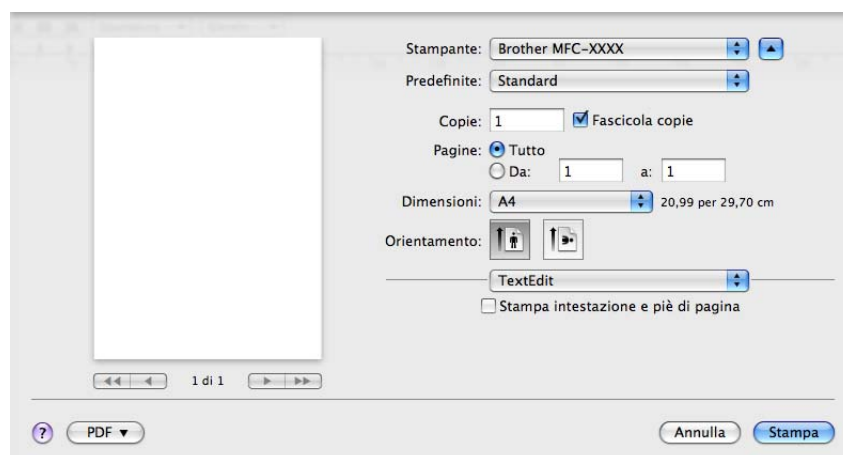 Stampante: Brother MFC-XXXX
Predefinite: Standard
Copie: 1 Fascicola copie
Pagine: Tutto
Da: 1 a: 1
Dimensioni: A4 20,99 per 29,70 cm
Orientamento:
TextEdit
Stampa intestazione e piè di pagina
1 di 1
? PDF Annulla Stampa